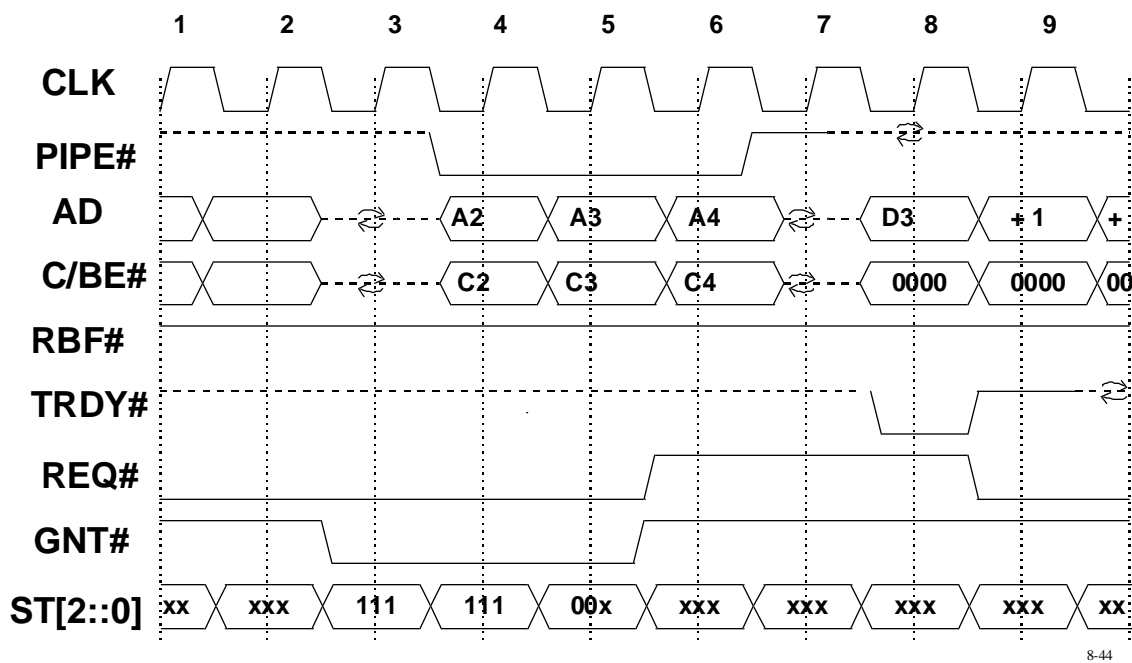 1 2 3 4 5 6 7 8 9
CLK
PIPE#
AD A2 A3 A4 D3 + 1 +
C/BE# C2 C3 C4 0000 0000 00
RBF#
TRDY#
REQ#
GNT#
ST[2::0] xx xxx 111 111 00x xxx xxx xxx xxx xx
8-44